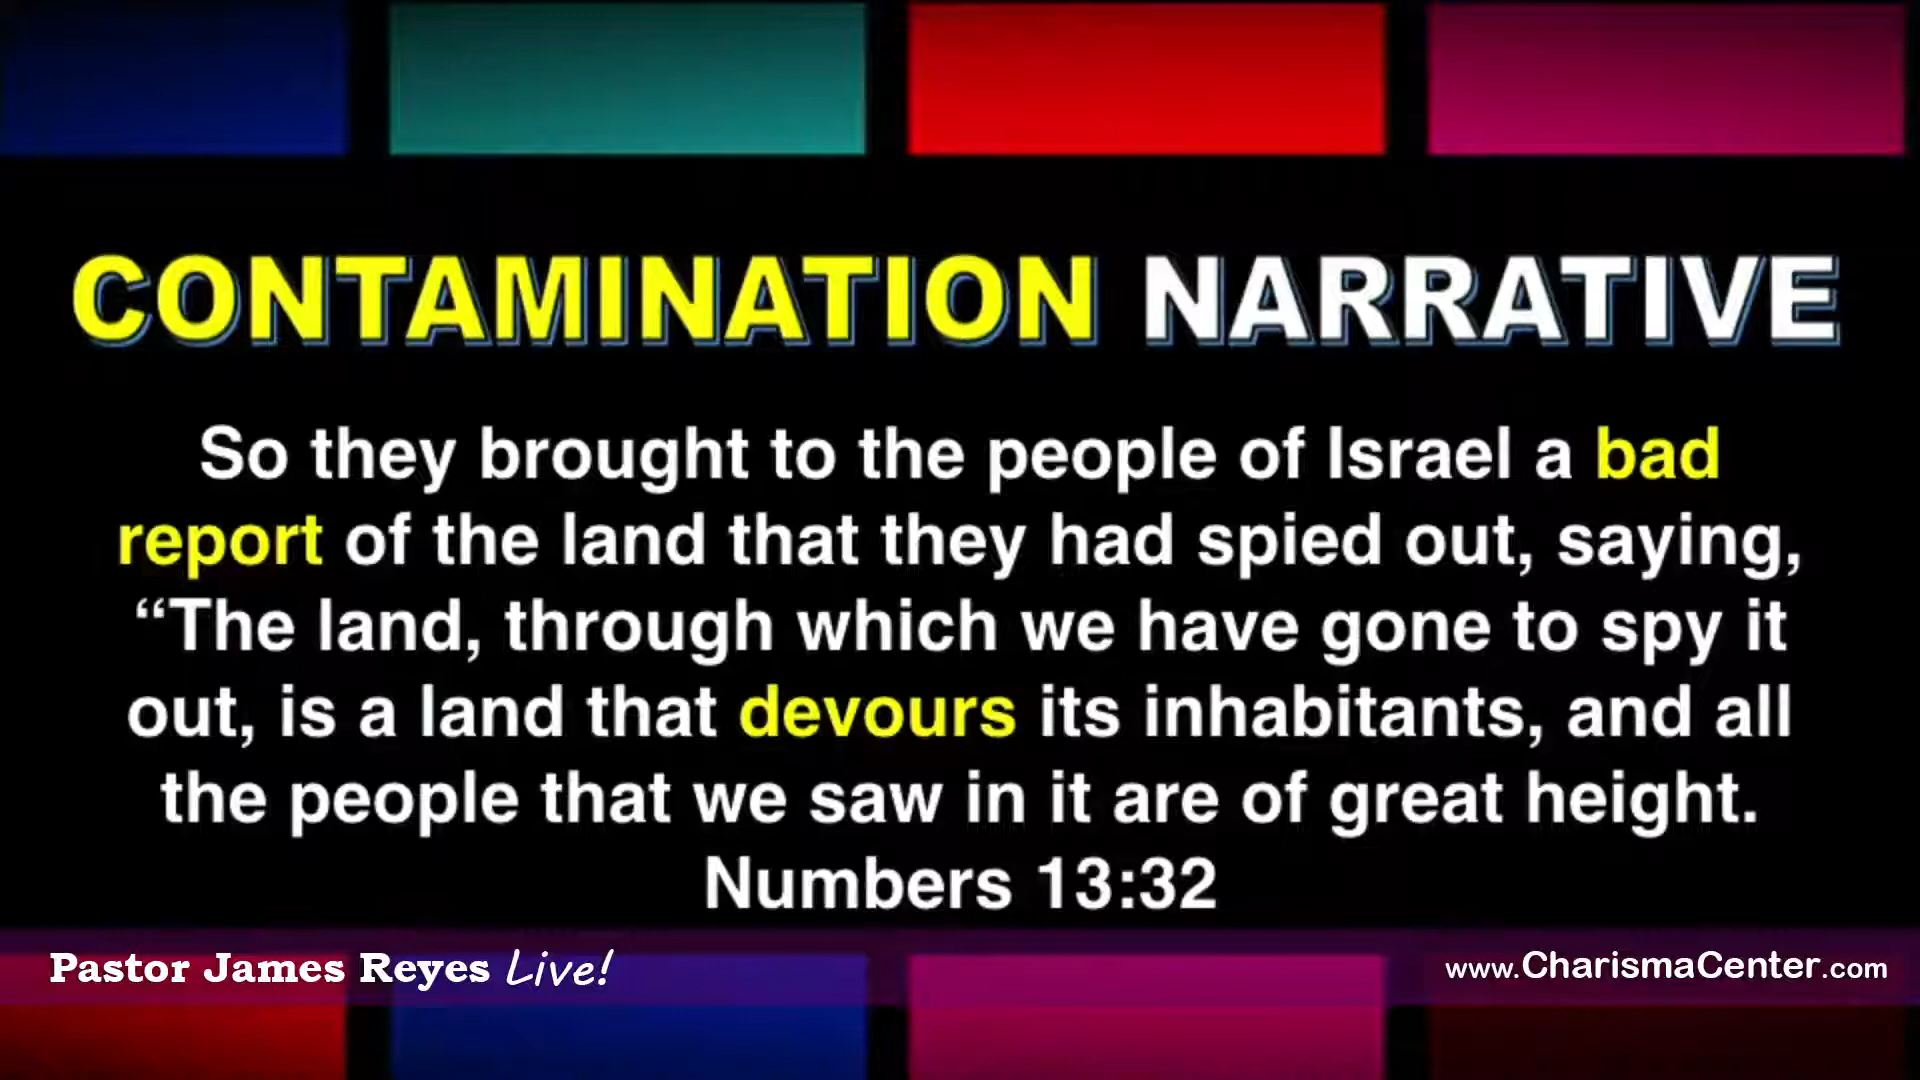 CONTAMINATION NARRATIVE
So they brought to the people of Israel a bad
report of the land that they had spied out, saying,
“The land, through which we have gone to spy it
out, is a land that devours its inhabitants, and all
the people that we saw in it are of great height.
Numbers 13:32
Pastor James Reyes Live!
www.CharismaCenter.com